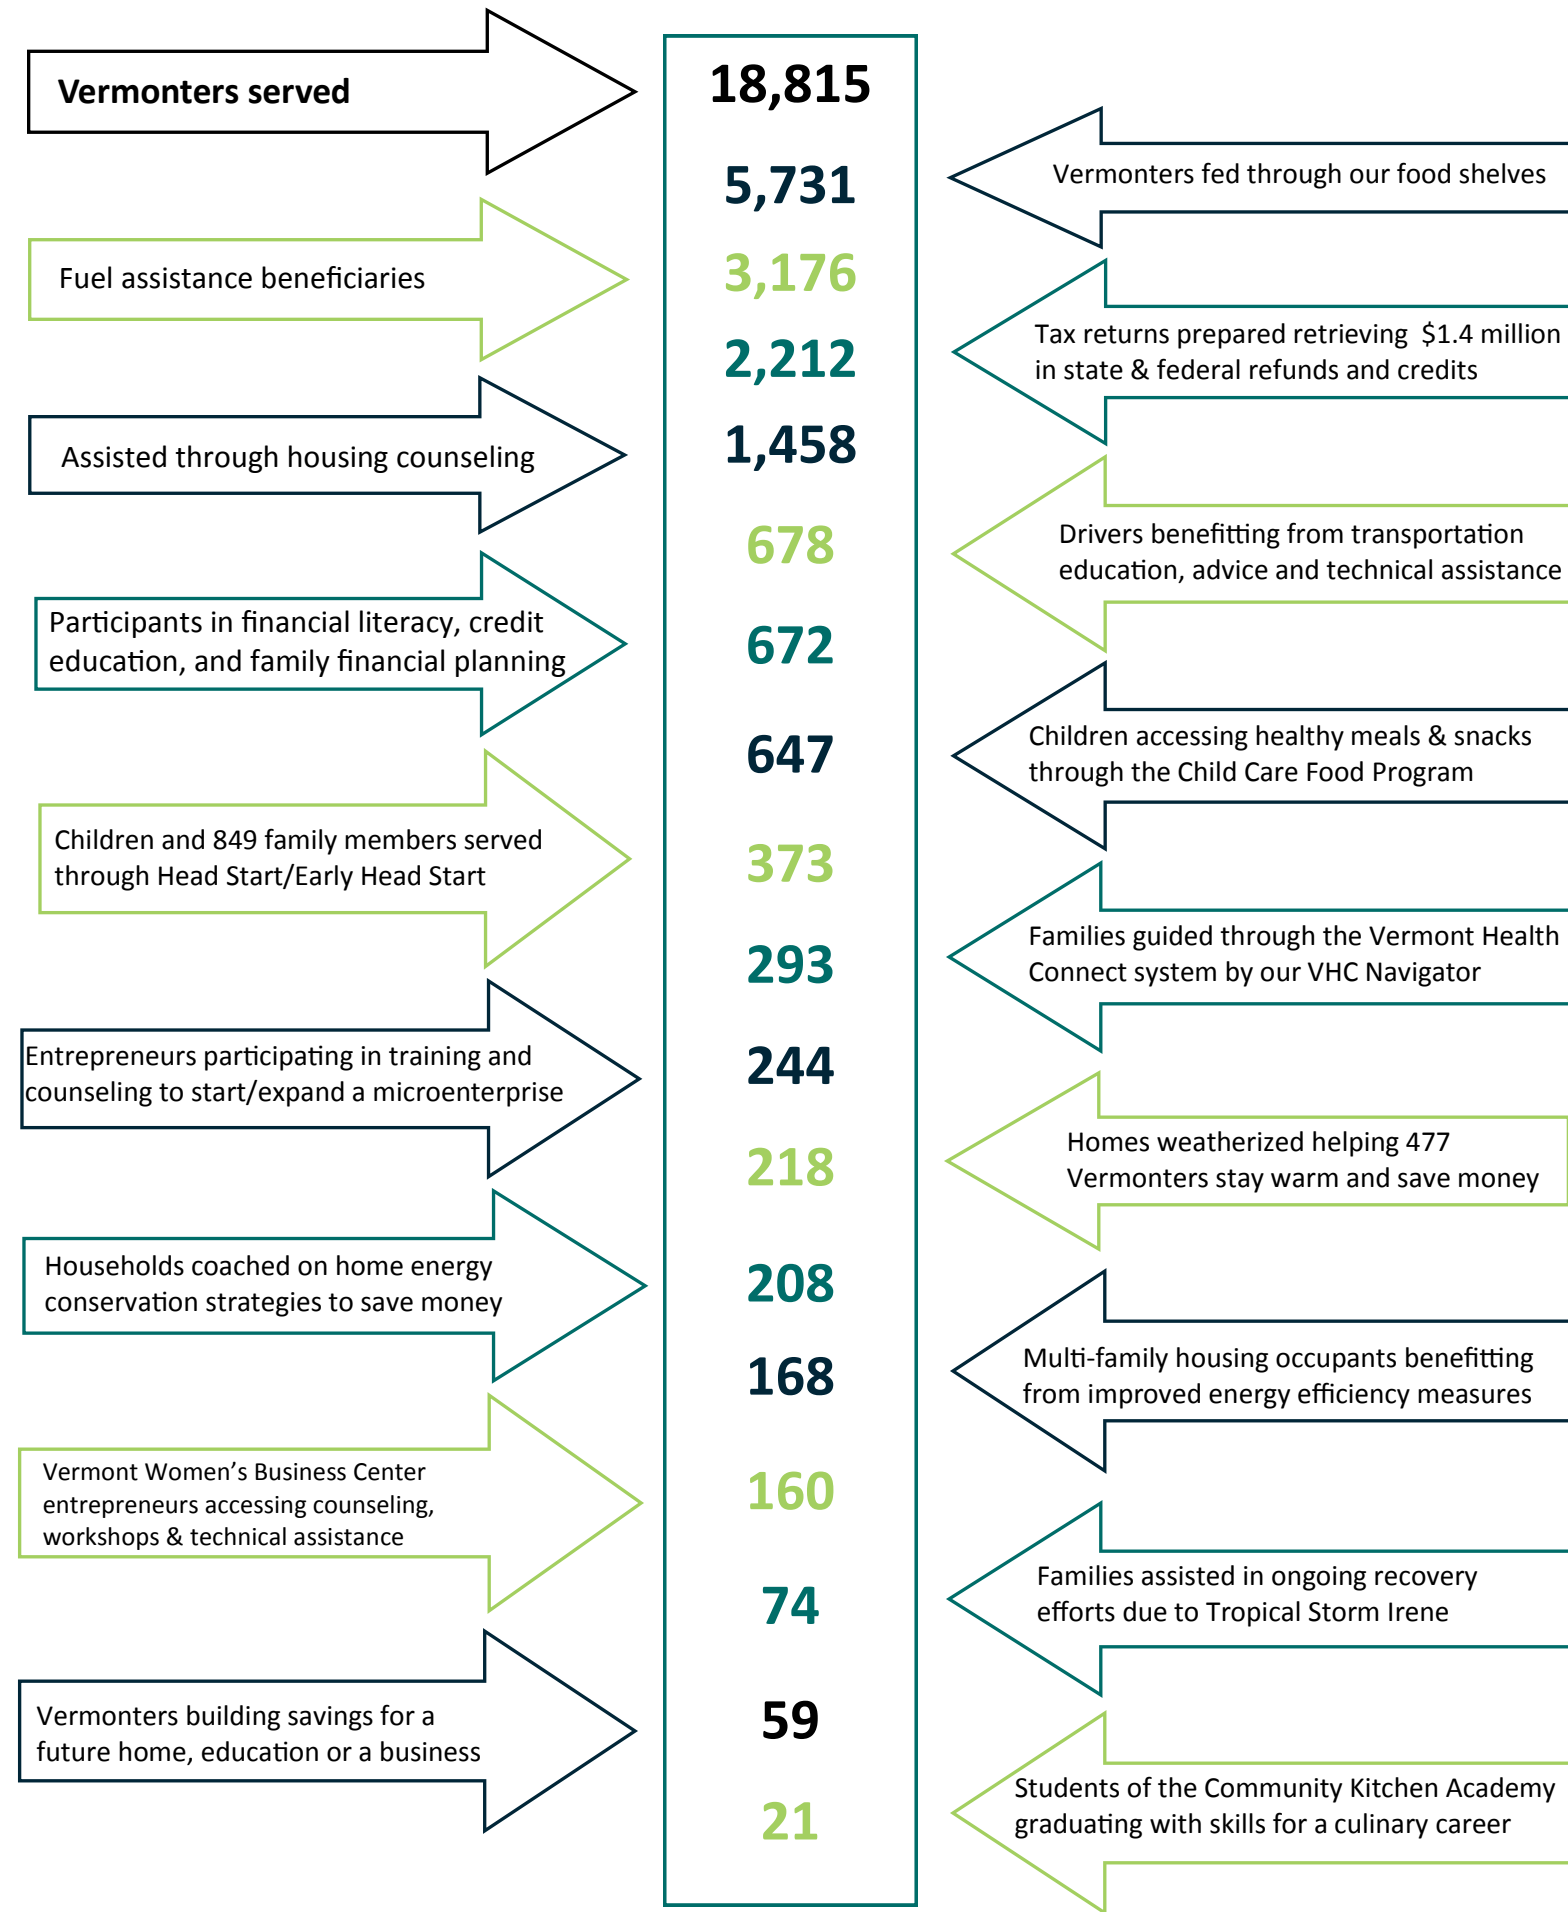 Vermonters served
18,815
5,731
Vermonters fed through our food shelves
Fuel assistance beneficiaries
3,176
2,212
Tax returns prepared retrieving $1.4 million
in state & federal refunds and credits
Assisted through housing counseling
1,458
678
Drivers benefitting from transportation
education, advice and technical assistance
Participants in financial literacy, credit
education, and family financial planning
672
647
Children accessing healthy meals & snacks
through the Child Care Food Program
Children and 849 family members served
through Head Start/Early Head Start
373
293
Families guided through the Vermont Health
Connect system by our VHC Navigator
Entrepreneurs participating in training and
counseling to start/expand a microenterprise
244
218
Homes weatherized helping 477
Vermonters stay warm and save money
Households coached on home energy
conservation strategies to save money
208
168
Multi-family housing occupants benefitting
from improved energy efficiency measures
Vermont Women’s Business Center
entrepreneurs accessing counseling,
workshops & technical assistance
160
74
Families assisted in ongoing recovery
efforts due to Tropical Storm Irene
Vermonters building savings for a
future home, education or a business
59
21
Students of the Community Kitchen Academy
graduating with skills for a culinary career